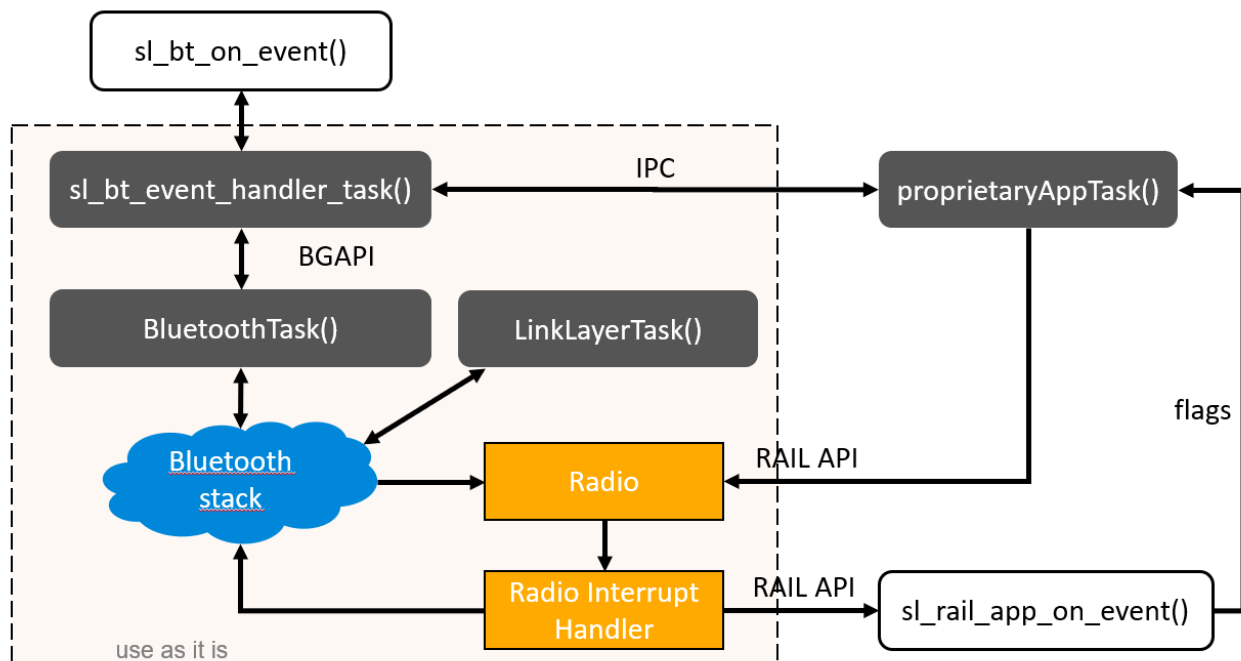 sl_bt_on_event()
sl_bt_event_handler_task()
IPC
proprietaryAppTask()
BGAPI
BluetoothTask()
LinkLayerTask()
flags
Bluetooth
stack
Radio
RAIL API
Radio Interrupt
Handler
RAIL API
sl_rail_app_on_event()
use as it is